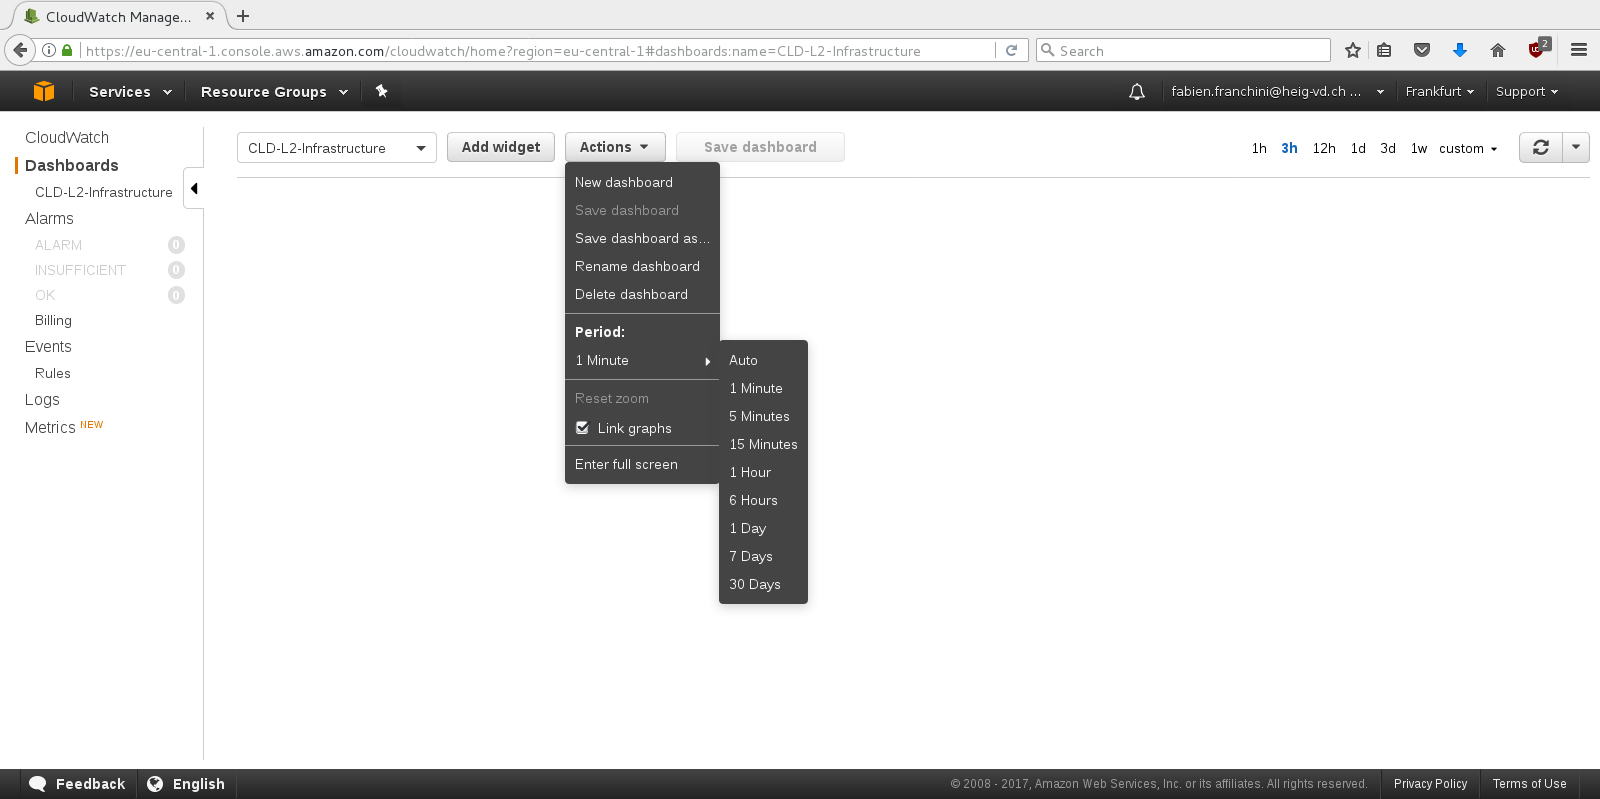 CloudWatch Manage...
https://eu-central-1.console.aws.amazon.com/cloudwatch/home?region=eu-central-1#dashboards:name=CLD-L2-Infrastructure
Search
2
Services
Resource Groups
fabien.franchini@heig-vd.ch ...
Frankfurt
Support
CloudWatch
Dashboards
CLD-L2-Infrastructure
Alarms
ALARM 0
INSUFFICIENT 0
OK 0
Billing
Events
Rules
Logs
Metrics NEW
CLD-L2-Infrastructure
Add widget
Actions
Save dashboard
1h 3h 12h 1d 3d 1w custom
New dashboard
Save dashboard
Save dashboard as...
Rename dashboard
Delete dashboard
Period:
1 Minute
Reset zoom
Link graphs
Enter full screen
Auto
1 Minute
5 Minutes
15 Minutes
1 Hour
6 Hours
1 Day
7 Days
30 Days
Feedback
English
© 2008 - 2017, Amazon Web Services, Inc. or its affiliates. All rights reserved.
Privacy Policy
Terms of Use